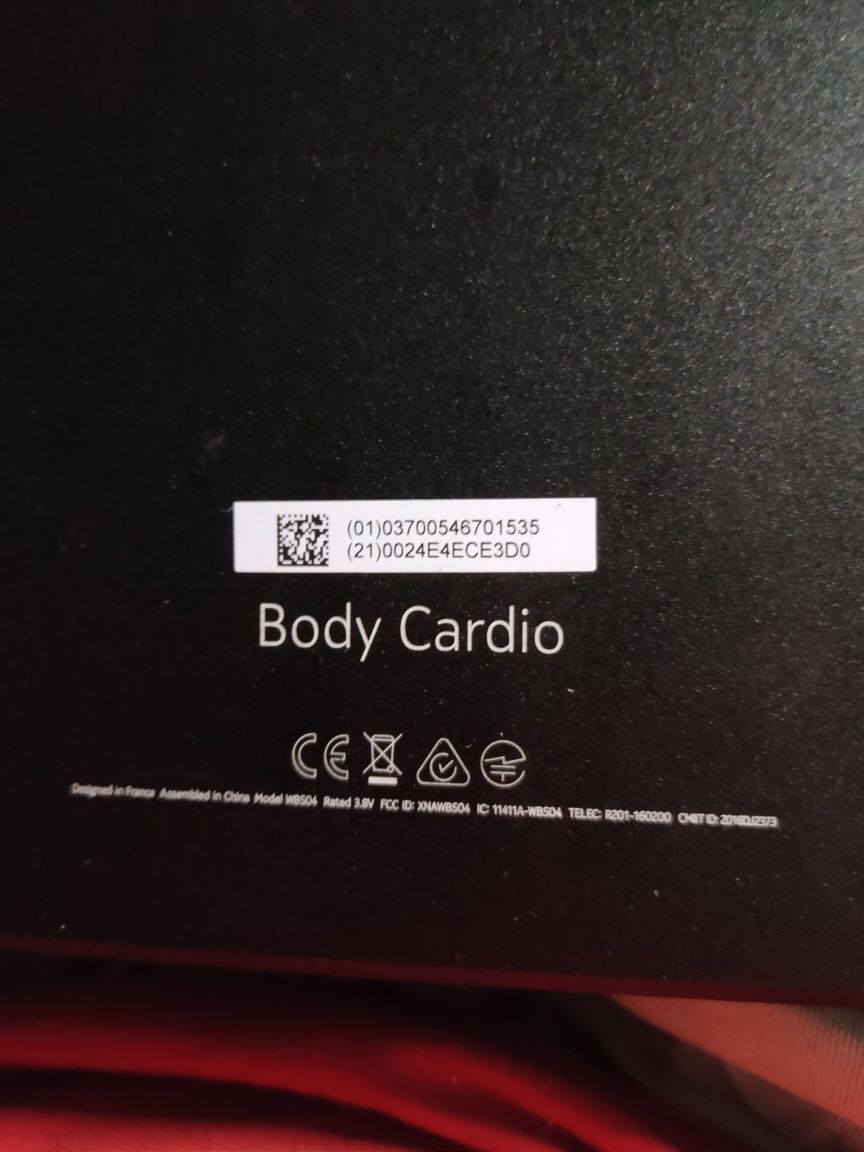 (01)03700546701535
(21)0024E4ECE3D0
Body Cardio
Designed in France Assembled in China Model WBS04 Rated 3.8V FCC ID: XNAWBS04 IC: 11411A-WBS04 TELEC: R201-160200 CMIIT ID: 2016DJ2373